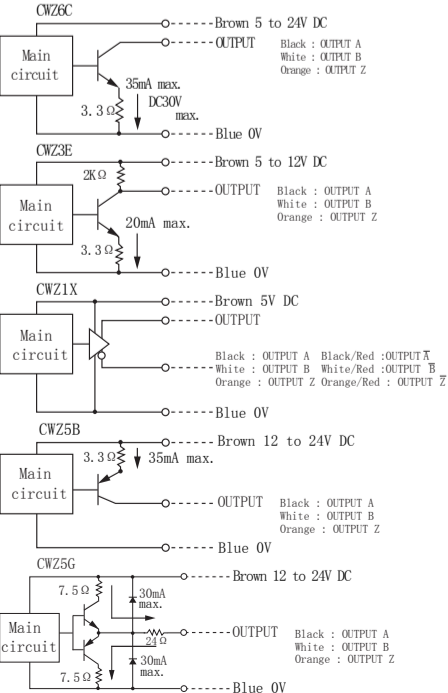 CWZ6C
Brown 5 to 24V DC
OUTPUT
Black : OUTPUT A
White : OUTPUT B
Orange : OUTPUT Z
Main
circuit
35mA max.
DC30V
max.
3.3Ω
Blue 0V
CWZ3E
Brown 5 to 12V DC
2KΩ
OUTPUT
Black : OUTPUT A
White : OUTPUT B
Orange : OUTPUT Z
Main
circuit
20mA max.
3.3Ω
Blue 0V
CWZ1X
Brown 5V DC
OUTPUT
Main
circuit
Black : OUTPUT A Black/Red :OUTPUT A̅
White : OUTPUT B White/Red :OUTPUT B̅
Orange : OUTPUT Z Orange/Red : OUTPUT Z̅
Blue 0V
CWZ5B
Brown 12 to 24V DC
3.3Ω
35mA max.
Main
circuit
OUTPUT
Black : OUTPUT A
White : OUTPUT B
Orange : OUTPUT Z
Blue 0V
CWZ5G
Brown 12 to 24V DC
7.5Ω
30mA
max.
Main
circuit
24Ω
OUTPUT
Black : OUTPUT A
White : OUTPUT B
Orange : OUTPUT Z
30mA
max.
7.5Ω
Blue 0V